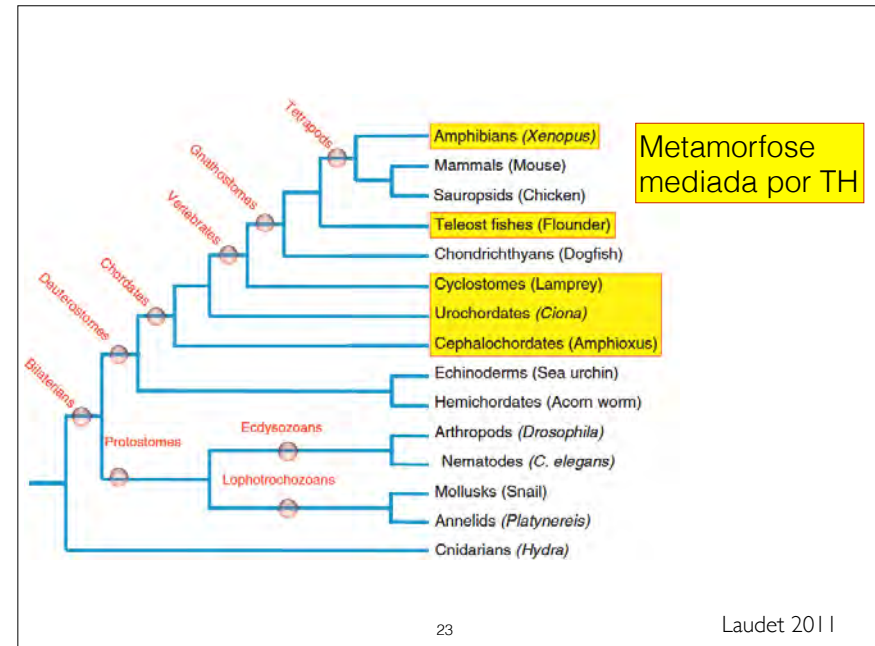 Tetrapods
Gnathostomes
Vertebrates
Chordates
Deuterostomes
Bilaterians
Protostomes
Ecdysozoans
Lophotrochozoans
Amphibians (Xenopus)
Mammals (Mouse)
Sauropsids (Chicken)
Teleost fishes (Flounder)
Chondrichthyans (Dogfish)
Cyclostomes (Lamprey)
Urochordates (Ciona)
Cephalochordates (Amphioxus)
Echinoderms (Sea urchin)
Hemichordates (Acorn worm)
Arthropods (Drosophila)
Nematodes (C. elegans)
Mollusks (Snail)
Annelids (Platynereis)
Cnidarians (Hydra)
Metamorfose
mediada por TH
23
Laudet 2011